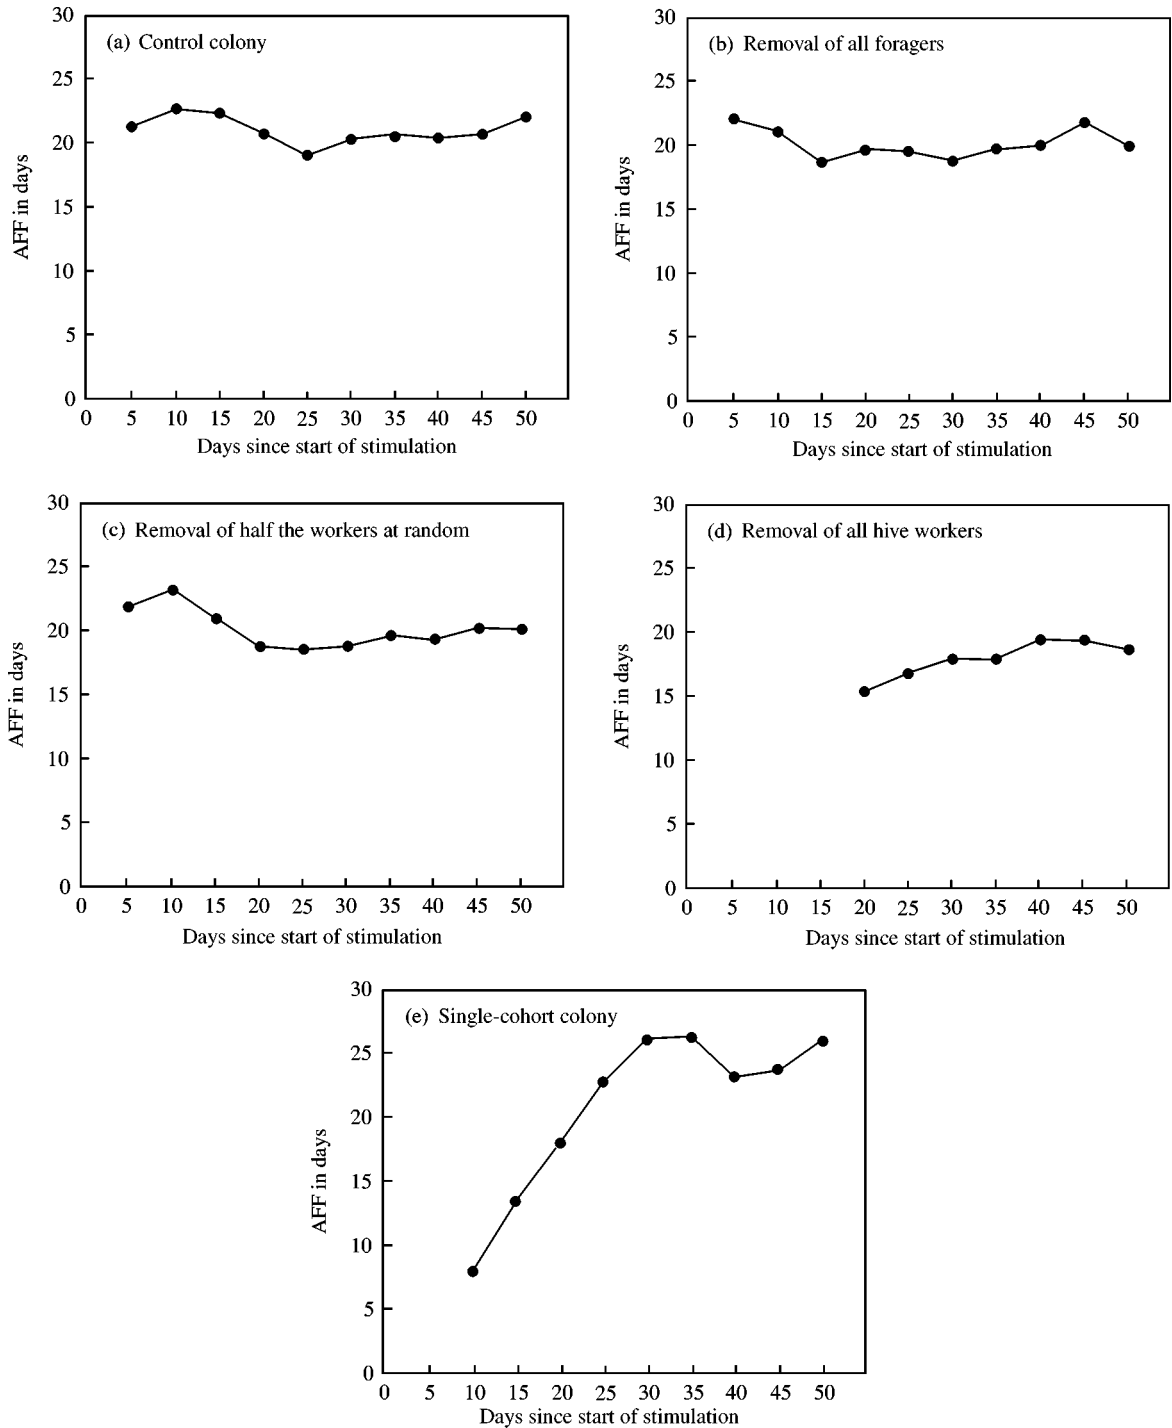 (a) Control colony
30
25
20
15
10
5
0
AFF in days
0 5 10 15 20 25 30 35 40 45 50
Days since start of stimulation
(b) Removal of all foragers
30
25
20
15
10
5
0
AFF in days
0 5 10 15 20 25 30 35 40 45 50
Days since start of stimulation
(c) Removal of half the workers at random
30
25
20
15
10
5
0
AFF in days
0 5 10 15 20 25 30 35 40 45 50
Days since start of stimulation
(d) Removal of all hive workers
30
25
20
15
10
5
0
AFF in days
0 5 10 15 20 25 30 35 40 45 50
Days since start of stimulation
(e) Single-cohort colony
30
25
20
15
10
5
0
AFF in days
0 5 10 15 20 25 30 35 40 45 50
Days since start of stimulation